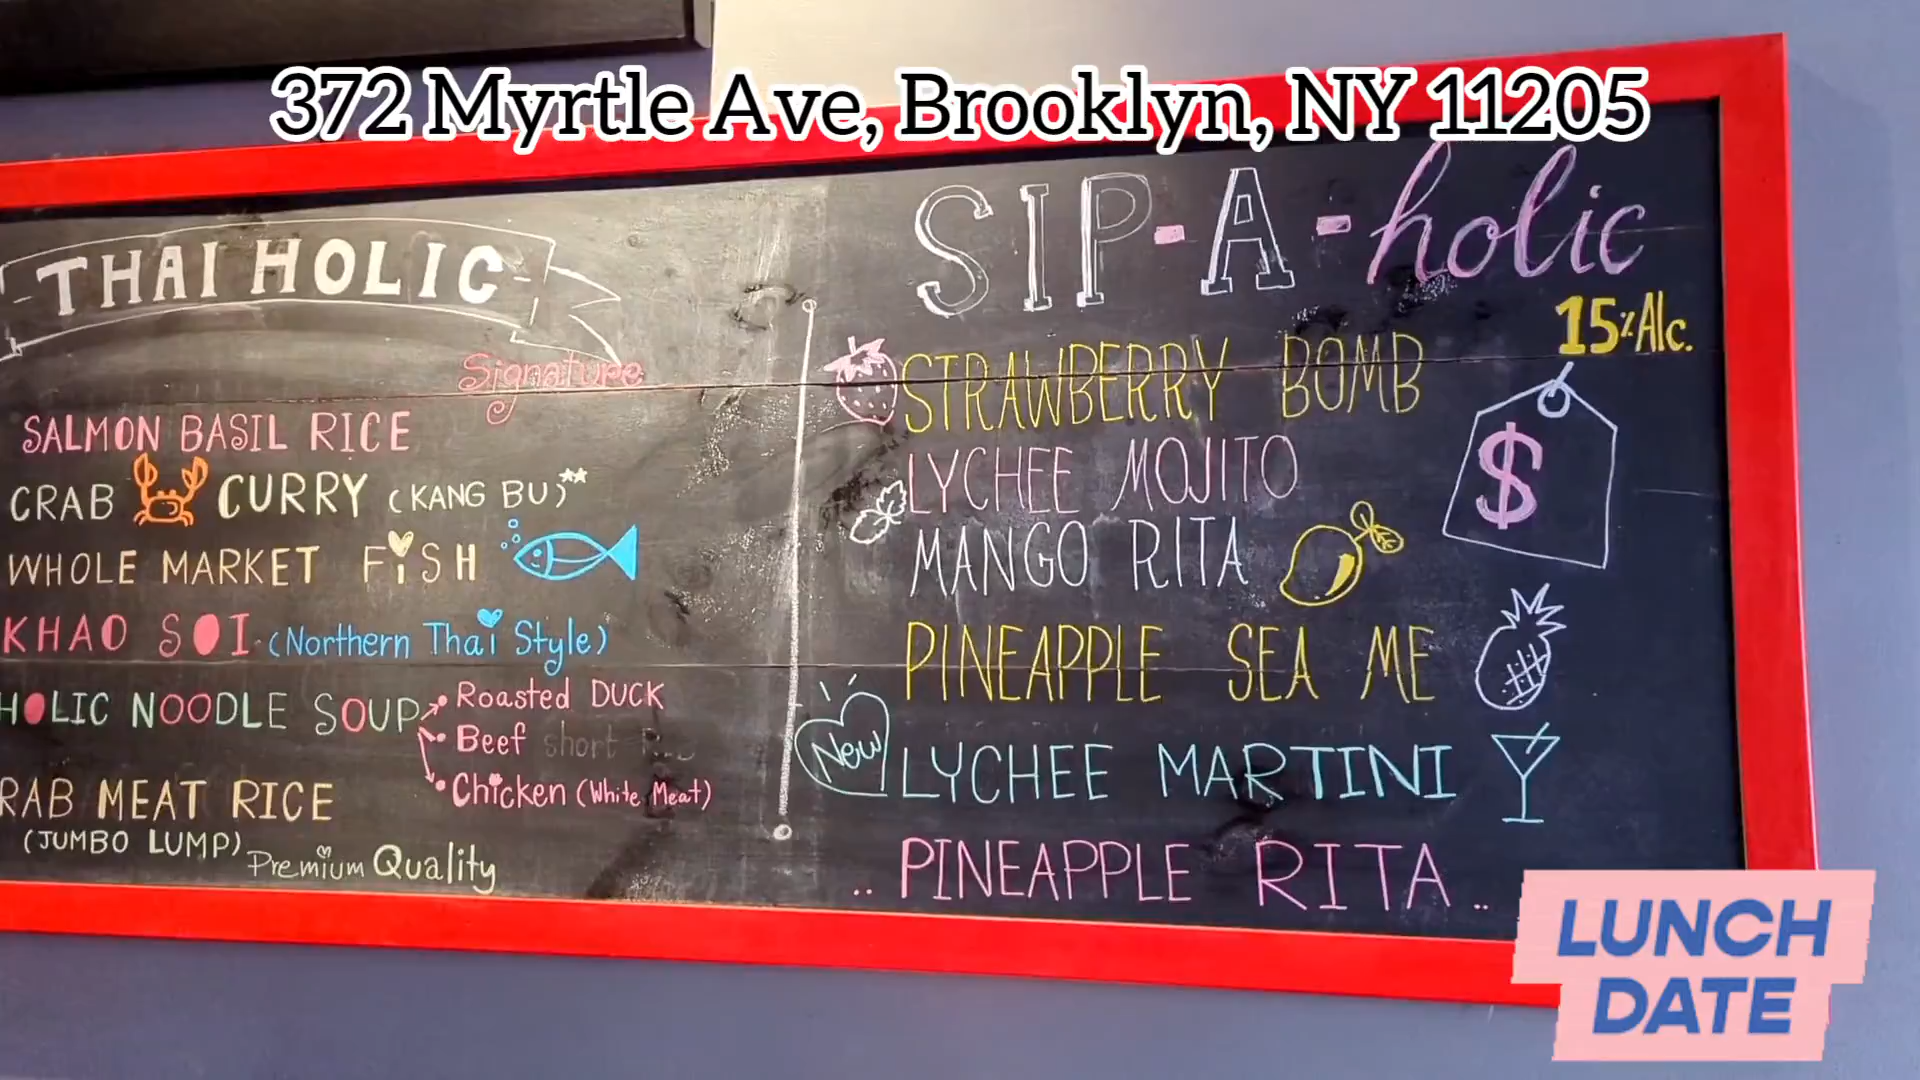 372 Myrtle Ave, Brooklyn, NY 11205
THAI HOLIC
Signature
SALMON BASIL RICE
CRAB CURRY (KANG BU)**
WHOLE MARKET FISH
KHAO SOI (Northern Thai Style)
HOLIC NOODLE SOUP
Roasted DUCK
Beef short
Chicken (White Meat)
RAB MEAT RICE
(JUMBO LUMP)
Premium Quality
SIP-A-holic
15% Alc.
STRAWBERRY BOMB
LYCHEE MOJITO
$
MANGO RITA
PINEAPPLE SEA ME
New
LYCHEE MARTINI
.. PINEAPPLE RITA ..
LUNCH
DATE